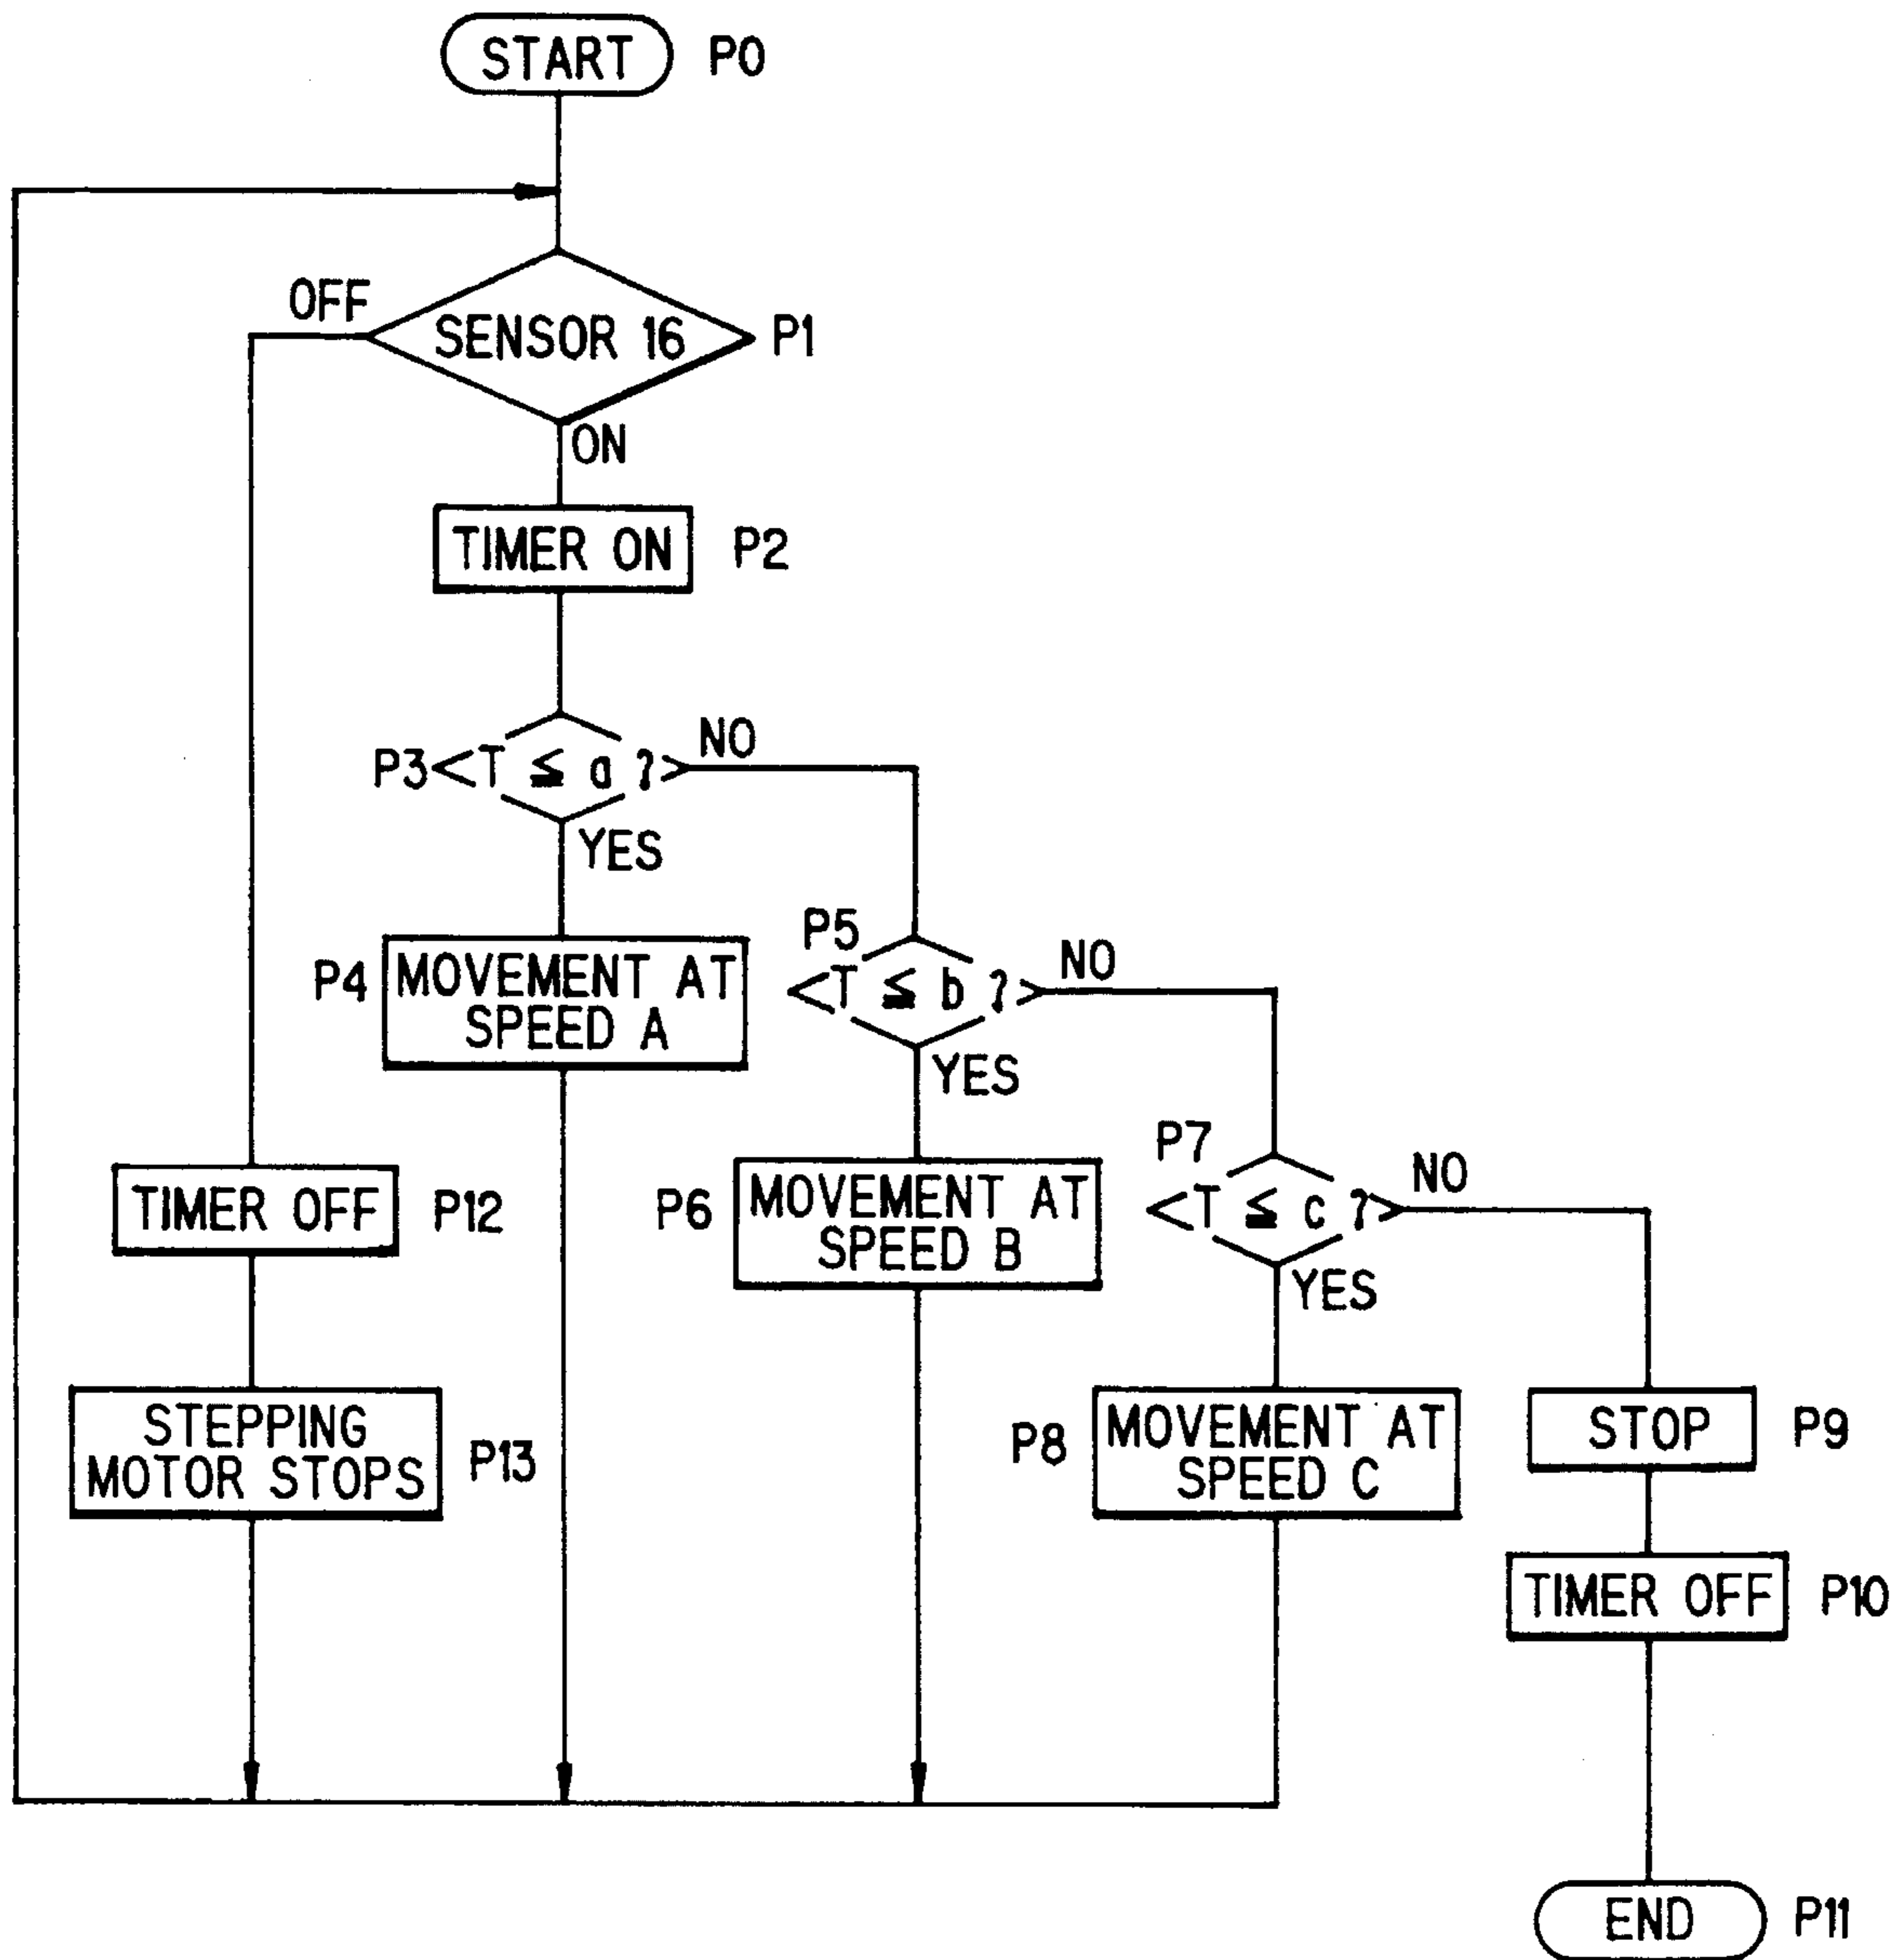 START P0
OFF
SENSOR 16 P1
ON
TIMER ON P2
P3 T ≦ a ?
NO
YES
P4 MOVEMENT AT
SPEED A
P5
T ≦ b ?
NO
YES
P6 MOVEMENT AT
SPEED B
P7
T ≦ c ?
NO
YES
TIMER OFF P12
STEPPING
MOTOR STOPS P13
P8 MOVEMENT AT
SPEED C
STOP P9
TIMER OFF P10
END P11